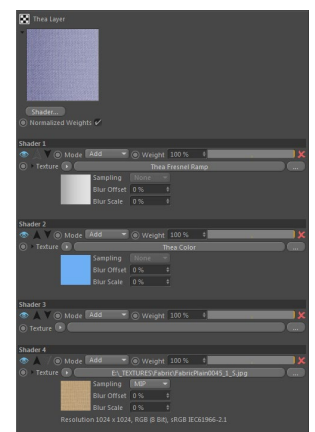 Thea Layer
Shader...
Normalized Weights
Shader 1
Mode Add Weight 100 %
Texture Thea Fresnel Ramp ...
Sampling None
Blur Offset 0 %
Blur Scale 0 %
Shader 2
Mode Add Weight 100 %
Texture Thea Color ...
Sampling None
Blur Offset 0 %
Blur Scale 0 %
Shader 3
Mode Add Weight 100 %
Texture ...
Shader 4
Mode Add Weight 100 %
Texture E:\_TEXTURES\Fabric\FabricPlain0045_1_S.jpg ...
Sampling MIP
Blur Offset 0 %
Blur Scale 0 %
Resolution 1024 x 1024, RGB (8 Bit), sRGB IEC61966-2.1